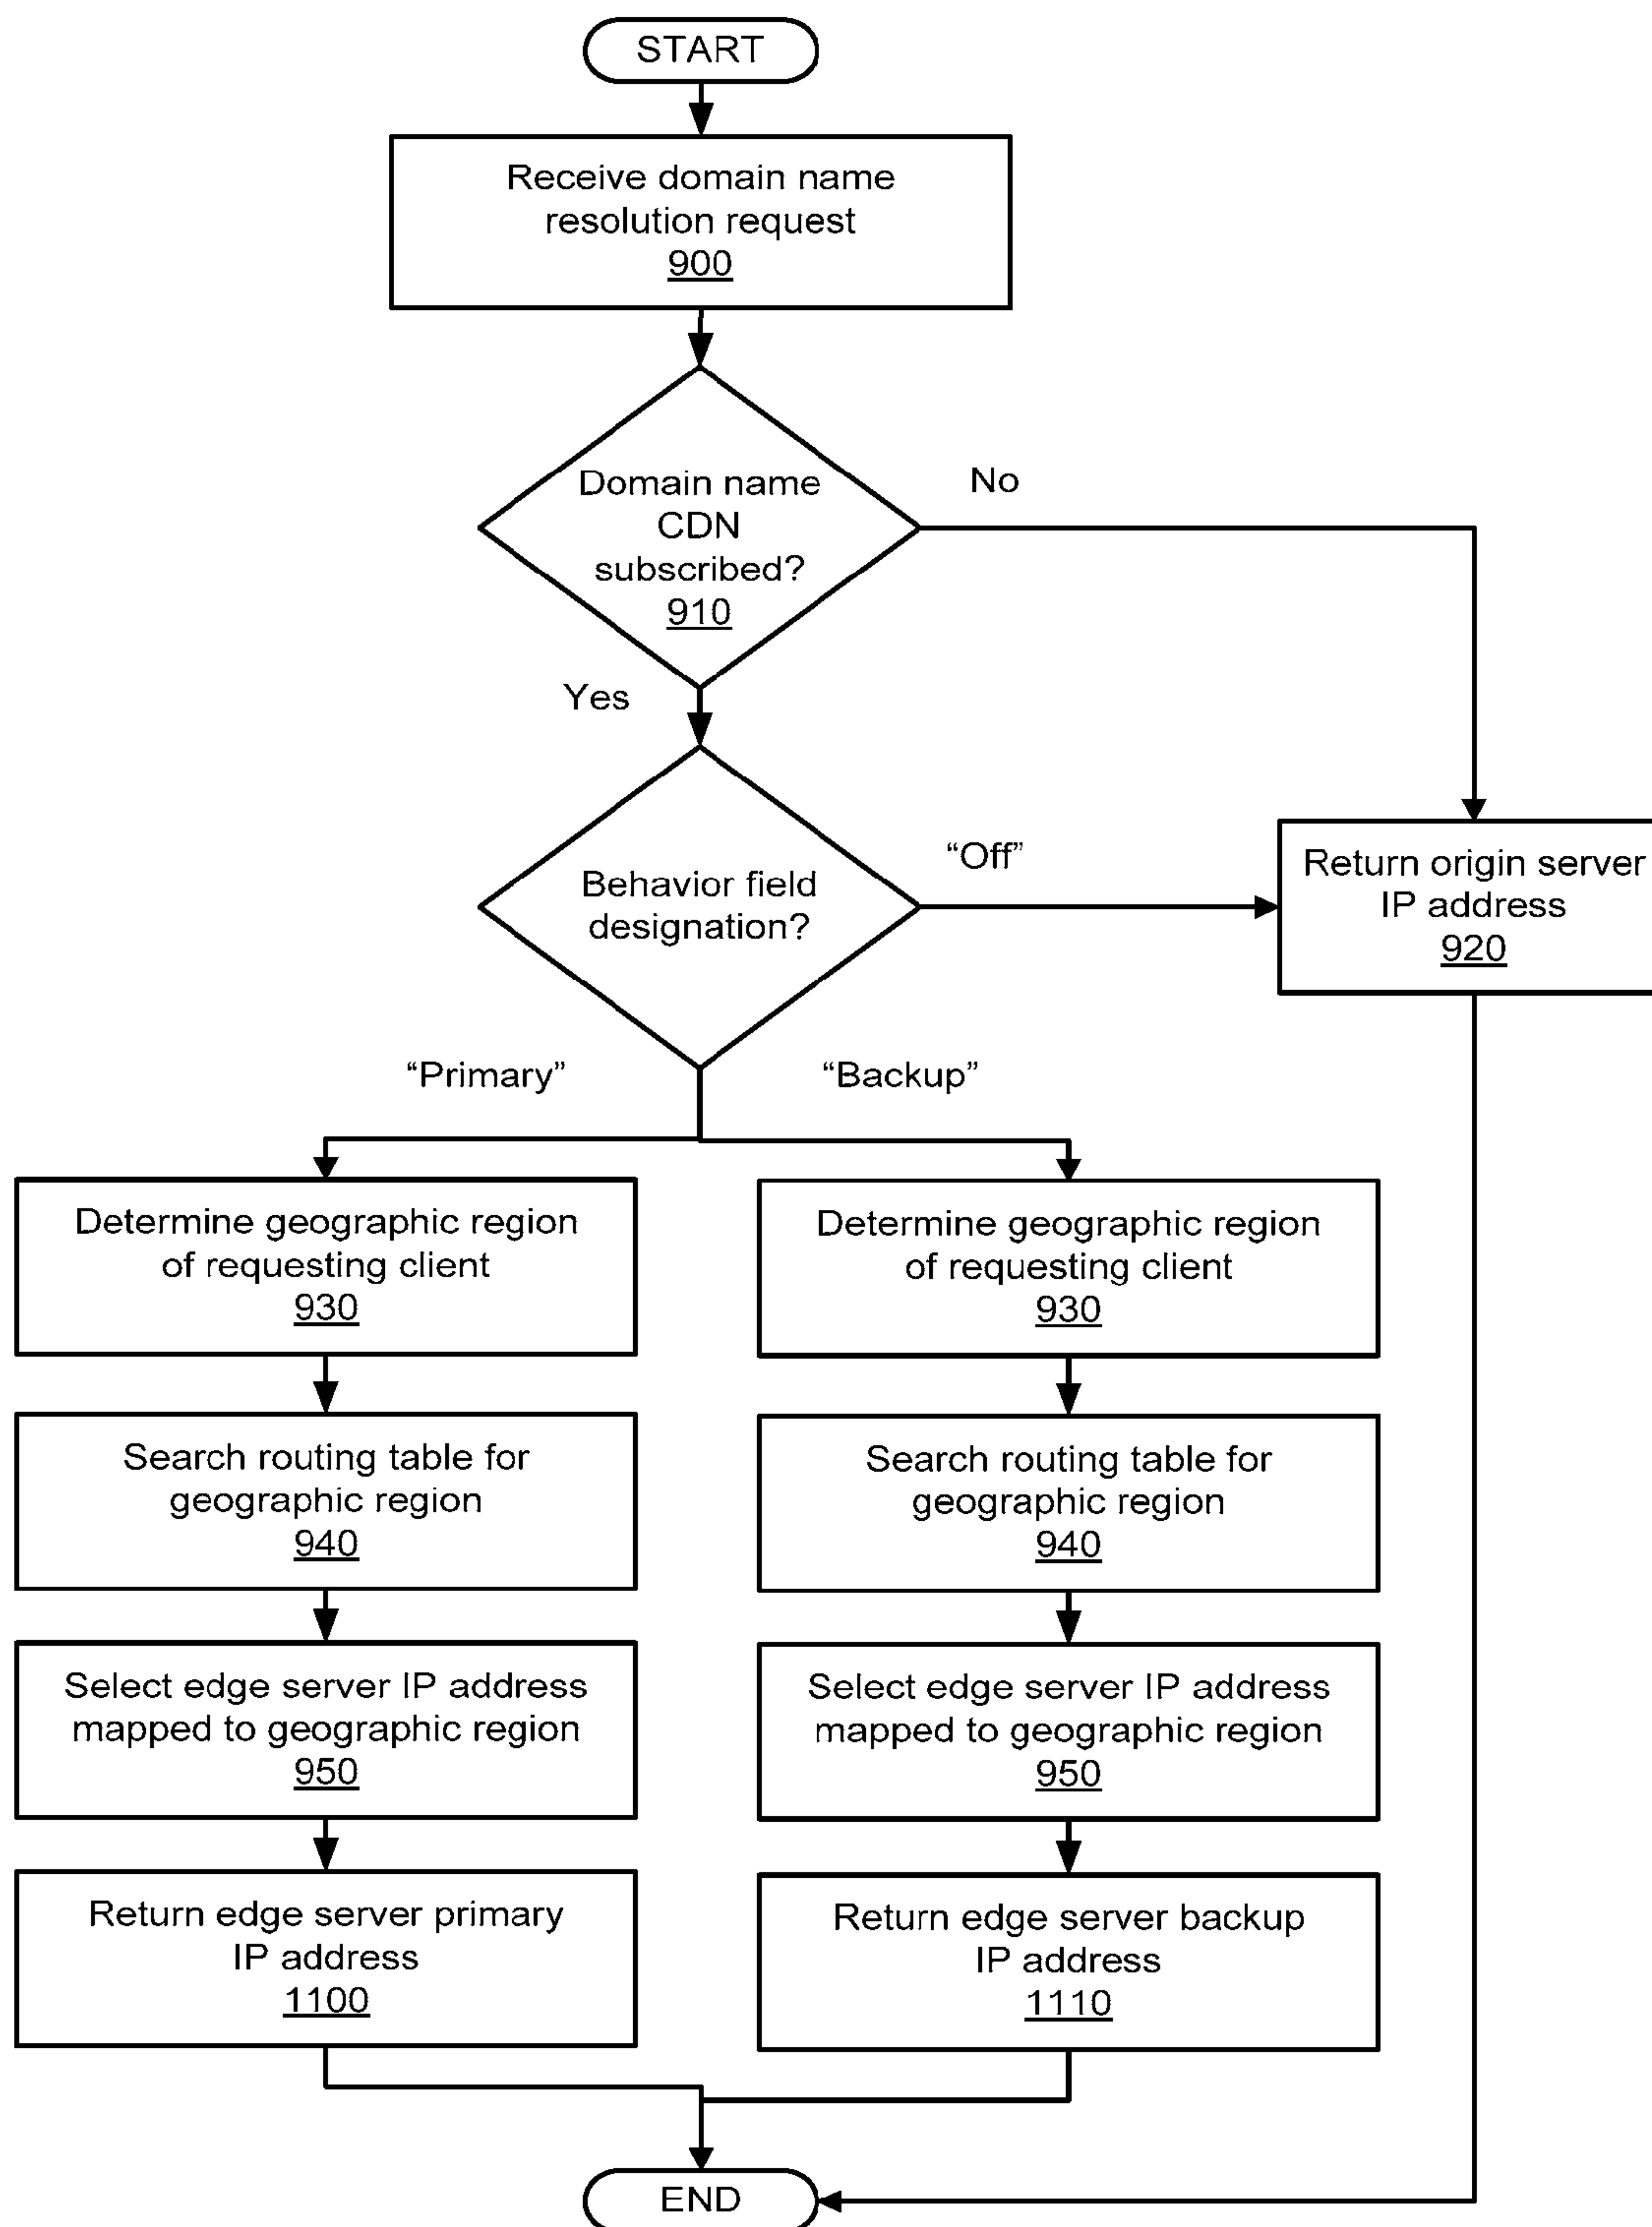 START
Receive domain name
resolution request
900
Domain name
CDN
subscribed?
910
No
Yes
Behavior field
designation?
“Off”
Return origin server
IP address
920
“Primary”
“Backup”
Determine geographic region
of requesting client
930
Search routing table for
geographic region
940
Select edge server IP address
mapped to geographic region
950
Return edge server primary
IP address
1100
Determine geographic region
of requesting client
930
Search routing table for
geographic region
940
Select edge server IP address
mapped to geographic region
950
Return edge server backup
IP address
1110
END